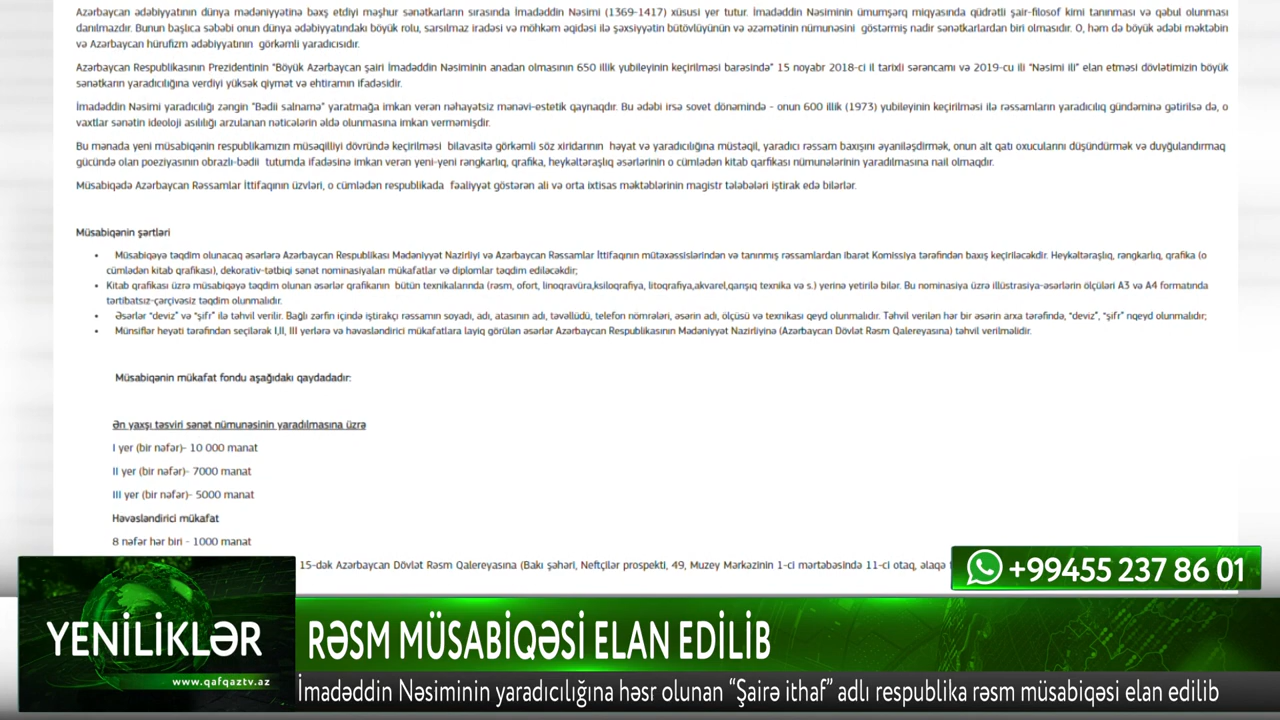 Azərbaycan ədəbiyyatının dünya mədəniyyətinə bəxş etdiyi məşhur sənətkarların sırasında İmadəddin Nəsimi (1369-1417) xüsusi yer tutur. İmadəddin Nəsiminin ümumşərq miqyasında qüdrətli şair-filosof kimi tanınması və qəbul olunması
danılmazdır. Bunun başlıca səbəbi onun dünya ədəbiyyatındakı böyük rolu, sarsılmaz iradəsi və möhkəm əqidəsi ilə şəxsiyyətin bütövlüyünün və əzəmətinin nümunəsini göstərmiş nadir sənətkarlardan biri olmasıdır. O, həm də böyük ədəbi məktəbin
və Azərbaycan hürufizm ədəbiyyatının görkəmli yaradıcısıdır.
Azərbaycan Respublikasının Prezidentinin "Böyük Azərbaycan şairi İmadəddin Nəsiminin anadan olmasının 650 illik yubileyinin keçirilməsi barəsində" 15 noyabr 2018-ci il tarixli sərəncamı və 2019-cu ili "Nəsimi ili" elan etməsi dövlətimizin böyük
sənətkarın yaradıcılığına verdiyi yüksək qiymət və ehtiramın ifadəsidir.
İmadəddin Nəsimi yaradıcılığı zəngin "Bədii salnamə" yaratmağa imkan verən nəhayətsiz mənəvi-estetik qaynaqdır. Bu ədəbi irsə sovet dönəmində - onun 600 illik (1973) yubileyinin keçirilməsi ilə rəssamların yaradıcılıq gündəminə gətirilsə də, o
vaxtlar sənətin ideoloji asılılığı arzulanan nəticələrin əldə olunmasına imkan verməmişdir.
Bu mənada yeni müsabiqənin respublikamızın müsəqilliyi dövründə keçirilməsi bilavasitə görkəmli söz xiridarının həyat və yaradıcılığına müstəqil, yaradıcı rəssam baxışını əyaniləşdirmək, onun alt qatı oxucularını düşündürmək və duyğulandırmaq
gücündə olan poeziyasının obrazlı-bədii tutumda ifadəsinə imkan verən yeni-yeni rəngkarlıq, qrafika, heykəltəraşlıq əsərlərinin o cümlədən kitab qarfikası nümunələrinin yaradılmasına nail olmaqdır.
Müsabiqədə Azərbaycan Rəssamlar İttifaqının üzvləri, o cümlədən respublikada fəaliyyət göstərən ali və orta ixtisas məktəblərinin magistr tələbələri iştirak edə bilərlər.
Müsabiqənin şərtləri
• Müsabiqəyə təqdim olunacaq əsərlərə Azərbaycan Respublikası Mədəniyyət Nazirliyi və Azərbaycan Rəssamlar İttifaqının mütəxəssislərindən və tanınmış rəssamlardan ibarət Komissiya tərəfindən baxış keçiriləcəkdir. Heykəltəraşlıq, rəngkarlıq, qrafika (o
cümlədən kitab qrafikası), dekorativ-tətbiqi sənət nominasiyaları mükafatlar və diplomlar təqdim ediləcəkdir;
• Kitab qrafikası üzrə müsabiqəyə təqdim olunan əsərlər qrafikanın bütün texnikalarında (rəsm, ofort, linoqravüra,ksiloqrafiya, litoqrafiya,akvarel,qarışıq texnika və s.) yerinə yetirilə bilər. Bu nominasiya üzrə illüstrasiya-əsərlərin ölçüləri A3 və A4 formatında
tərtibatsız-çərçivəsiz təqdim olunmalıdır.
• Əsərlər "deviz" və "şifr" ilə təhvil verilir. Bağlı zərfin içində iştirakçı rəssamın soyadı, adı, atasının adı, təvəllüdü, telefon nömrələri, əsərin adı, ölçüsü və texnikası qeyd olunmalıdır. Təhvil verilən hər bir əsərin arxa tərəfində, "deviz", "şifr" nqeyd olunmalıdır;
• Münsiflər heyəti tərəfindən seçilərək I,II, III yerlərə və həvəsləndirici mükafatlara layiq görülən əsərlər Azərbaycan Respublikasının Mədəniyyət Nazirliyinə (Azərbaycan Dövlət Rəsm Qalereyasına) təhvil verilməlidir.
Müsabiqənin mükafat fondu aşağıdakı qaydadadır:
Ən yaxşı təsviri sənət nümunəsinin yaradılmasına üzrə
I yer (bir nəfər)- 10 000 manat
II yer (bir nəfər)- 7000 manat
III yer (bir nəfər)- 5000 manat
Həvəsləndirici mükafat
8 nəfər hər biri - 1000 manat
15-dək Azərbaycan Dövlət Rəsm Qalereyasına (Bakı şəhəri, Neftçilər prospekti, 49, Muzey Mərkəzinin 1-ci mərtəbəsində 11-ci otaq, əlaqə
+99455 237 86 01
YENİLİKLƏR
www.qafqaztv.az
RƏSM MÜSABİQƏSİ ELAN EDİLİB
İmadəddin Nəsiminin yaradıcılığına həsr olunan “Şairə ithaf” adlı respublika rəsm müsabiqəsi elan edilib